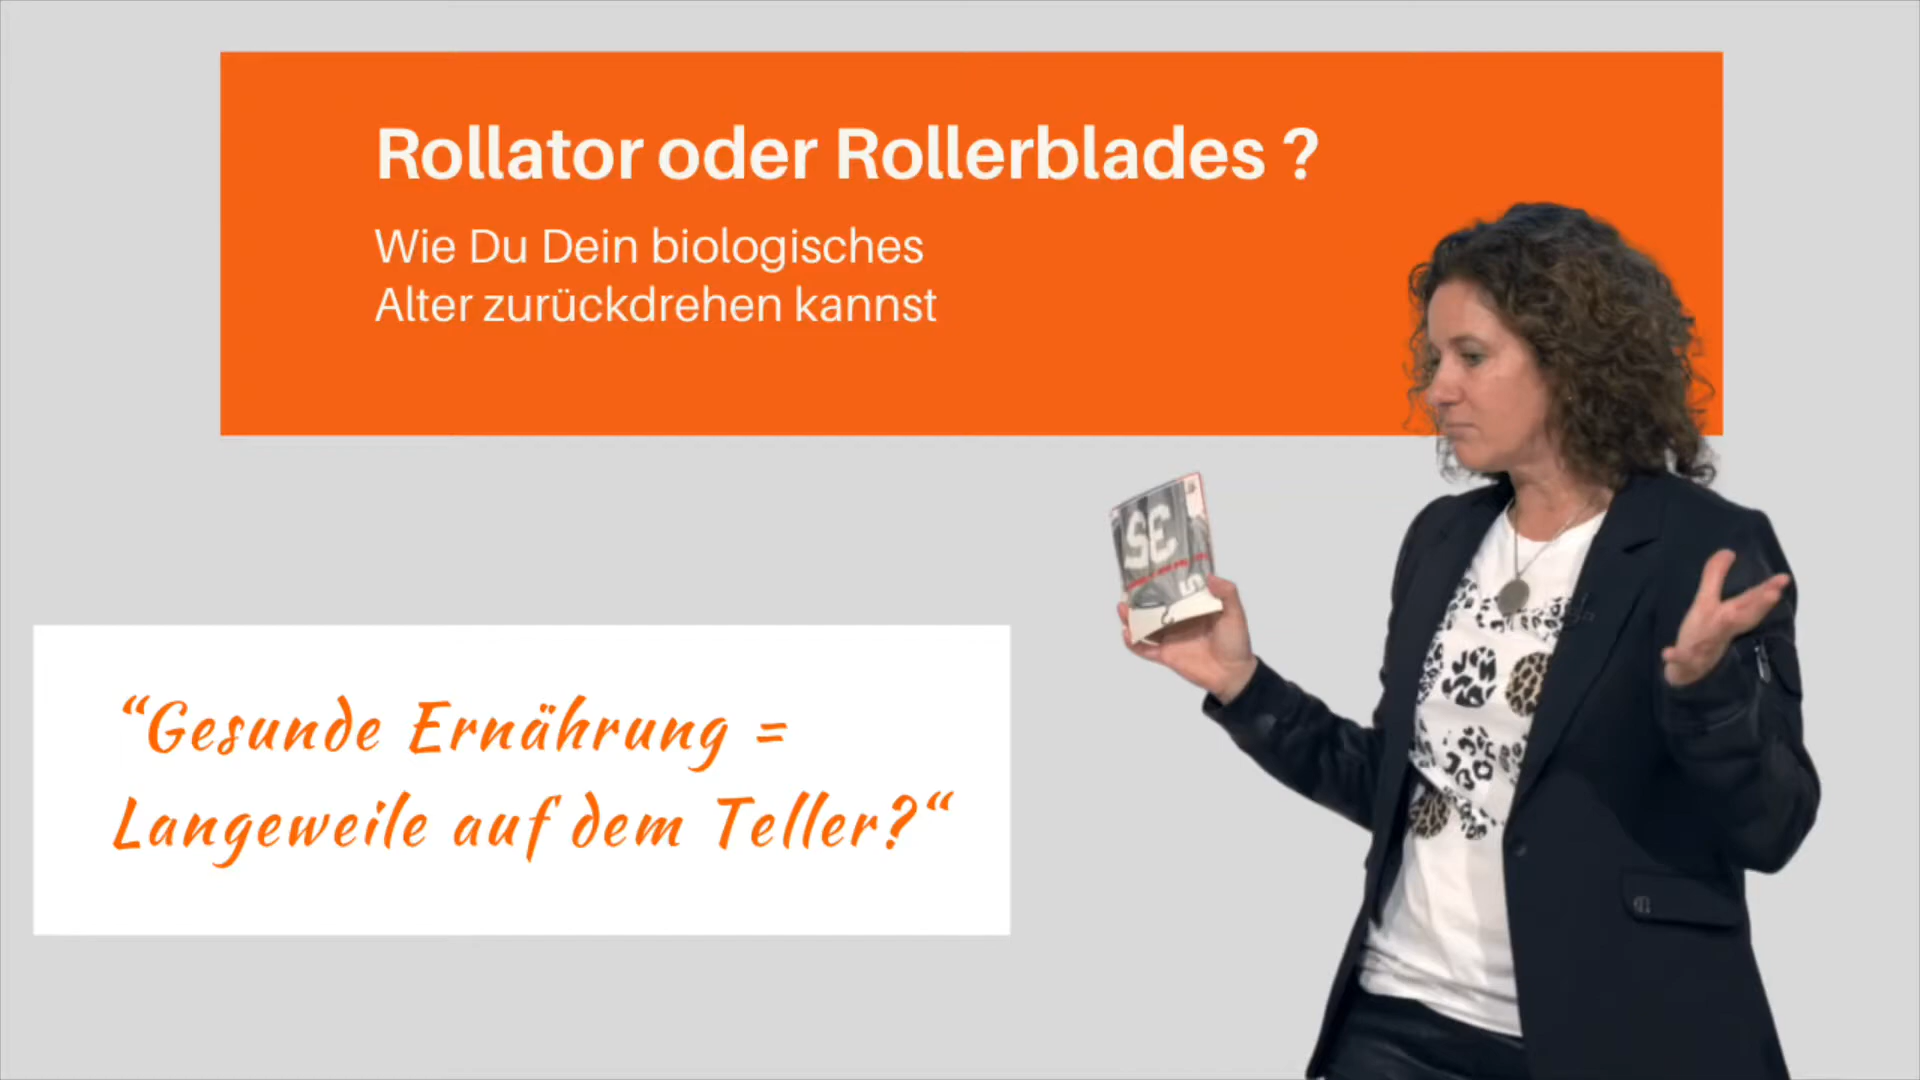 Rollator oder Rollerblades ?
Wie Du Dein biologisches
Alter zurückdrehen kannst
“Gesunde Ernährung =
Langeweile auf dem Teller?“